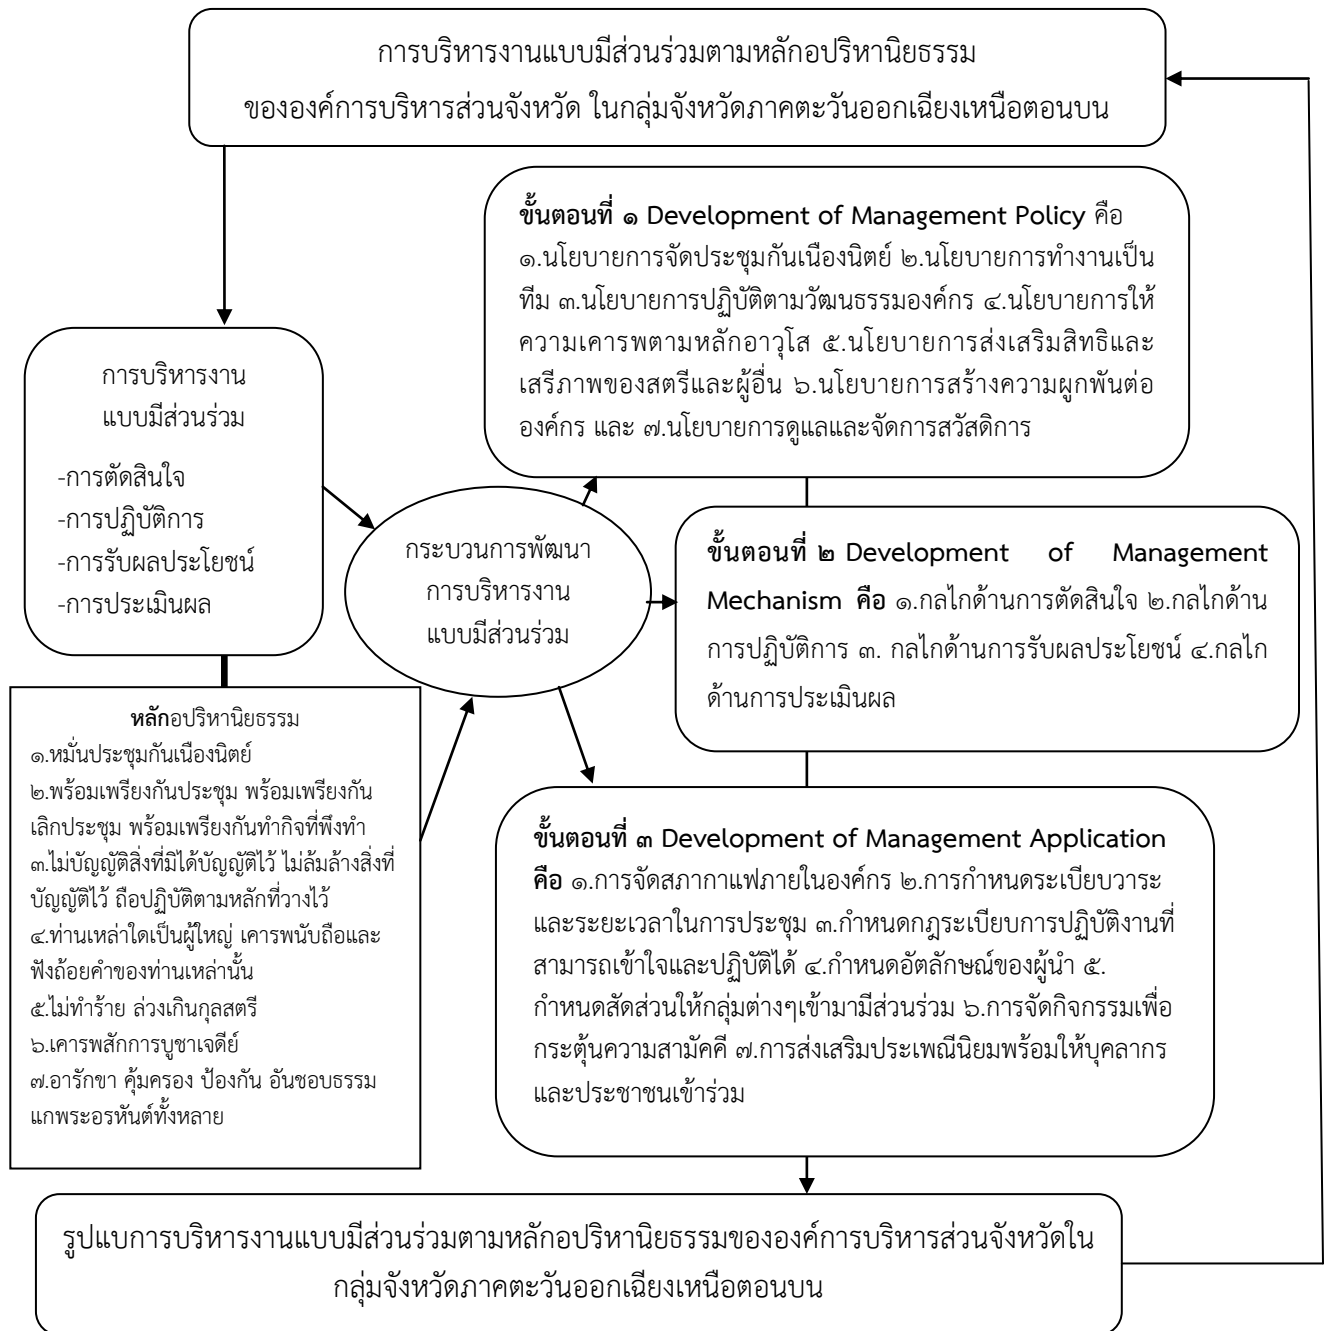 การบริหารงานแบบมีส่วนร่วมตามหลักอปริหานิยธรรม
ขององค์การบริหารส่วนจังหวัด ในกลุ่มจังหวัดภาคตะวันออกเฉียงเหนือตอนบน
ขั้นตอนที่ ๑ Development of Management Policy คือ
๑.นโยบายการจัดประชุมกันเนืองนิตย์ ๒.นโยบายการทำงานเป็น
ทีม ๓.นโยบายการปฏิบัติตามวัฒนธรรมองค์กร ๔.นโยบายการให้
ความเคารพตามหลักอาวุโส ๕.นโยบายการส่งเสริมสิทธิและ
เสรีภาพของสตรีและผู้อื่น ๖.นโยบายการสร้างความผูกพันต่อ
องค์กร และ ๗.นโยบายการดูแลและจัดการสวัสดิการ
การบริหารงาน
แบบมีส่วนร่วม
-การตัดสินใจ
-การปฏิบัติการ
-การรับผลประโยชน์
-การประเมินผล
กระบวนการพัฒนา
การบริหารงาน
แบบมีส่วนร่วม
ขั้นตอนที่ ๒ Development of Management
Mechanism คือ ๑.กลไกด้านการตัดสินใจ ๒.กลไกด้าน
การปฏิบัติการ ๓. กลไกด้านการรับผลประโยชน์ ๔.กลไก
ด้านการประเมินผล
หลักอปริหานิยธรรม
๑.หมั่นประชุมกันเนืองนิตย์
๒.พร้อมเพรียงกันประชุม พร้อมเพรียงกัน
เลิกประชุม พร้อมเพรียงกันทำกิจที่พึงทำ
๓.ไม่บัญญัติสิ่งที่มิได้บัญญัติไว้ ไม่ล้มล้างสิ่งที่
บัญญัติไว้ ถือปฏิบัติตามหลักที่วางไว้
๔.ท่านเหล่าใดเป็นผู้ใหญ่ เคารพนับถือและ
ฟังถ้อยคำของท่านเหล่านั้น
๕.ไม่ทำร้าย ล่วงเกินกุลสตรี
๖.เคารพสักการบูชาเจดีย์
๗.อารักขา คุ้มครอง ป้องกัน อันชอบธรรม
แกพระอรหันต์ทั้งหลาย
ขั้นตอนที่ ๓ Development of Management Application
คือ ๑.การจัดสภากาแฟภายในองค์กร ๒.การกำหนดระเบียบวาระ
และระยะเวลาในการประชุม ๓.กำหนดกฎระเบียบการปฏิบัติงานที่
สามารถเข้าใจและปฏิบัติได้ ๔.กำหนดอัตลักษณ์ของผู้นำ ๕.
กำหนดสัดส่วนให้กลุ่มต่างๆเข้ามามีส่วนร่วม ๖.การจัดกิจกรรมเพื่อ
กระตุ้นความสามัคคี ๗.การส่งเสริมประเพณีนิยมพร้อมให้บุคลากร
และประชาชนเข้าร่วม
รูปแบบการบริหารงานแบบมีส่วนร่วมตามหลักอปริหานิยธรรมขององค์การบริหารส่วนจังหวัดใน
กลุ่มจังหวัดภาคตะวันออกเฉียงเหนือตอนบน